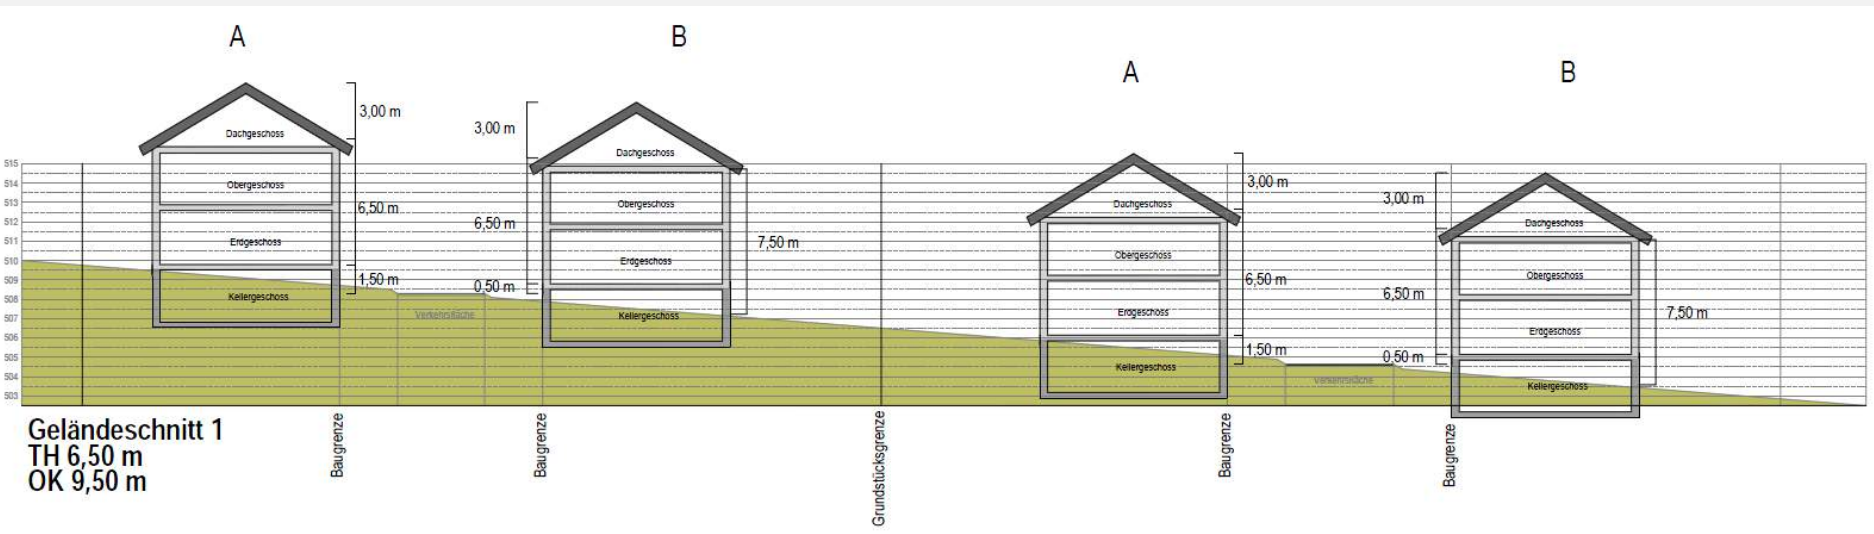 A
B
A
B
3,00 m
Dachgeschoss
Obergeschoss
6,50 m
Erdgeschoss
1,50 m
Kellergeschoss
3,00 m
Dachgeschoss
Obergeschoss
6,50 m
7,50 m
Erdgeschoss
0,50 m
Kellergeschoss
Verkehrsfläche
3,00 m
Dachgeschoss
Obergeschoss
6,50 m
Erdgeschoss
1,50 m
Kellergeschoss
3,00 m
Dachgeschoss
Obergeschoss
6,50 m
7,50 m
Erdgeschoss
0,50 m
Kellergeschoss
Verkehrsfläche
515
514
513
512
511
510
509
508
507
506
505
504
503
Geländeschnitt 1
TH 6,50 m
OK 9,50 m
Baugrenze
Baugrenze
Grundstücksgrenze
Baugrenze
Baugrenze